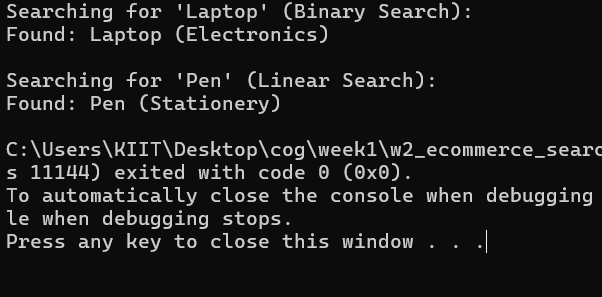 Searching for 'Laptop' (Binary Search):
Found: Laptop (Electronics)
Searching for 'Pen' (Linear Search):
Found: Pen (Stationery)
C:\Users\KIIT\Desktop\cog\week1\w2_ecommerce_searc
s 11144) exited with code 0 (0x0).
To automatically close the console when debugging
le when debugging stops.
Press any key to close this window . . .